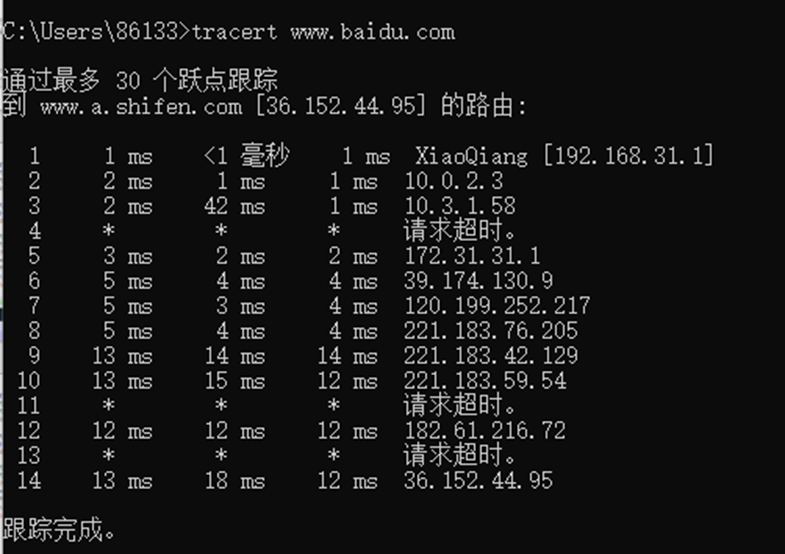 C:\Users\86133>tracert www.baidu.com
通过最多 30 个跃点跟踪
到 www.a.shifen.com [36.152.44.95] 的路由:
1 1 ms <1 毫秒 1 ms XiaoQiang [192.168.31.1]
2 2 ms 1 ms 1 ms 10.0.2.3
3 2 ms 42 ms 1 ms 10.3.1.58
4 * * * 请求超时。
5 3 ms 2 ms 2 ms 172.31.31.1
6 5 ms 4 ms 4 ms 39.174.130.9
7 5 ms 3 ms 4 ms 120.199.252.217
8 5 ms 4 ms 4 ms 221.183.76.205
9 13 ms 14 ms 14 ms 221.183.42.129
10 13 ms 15 ms 12 ms 221.183.59.54
11 * * * 请求超时。
12 12 ms 12 ms 12 ms 182.61.216.72
13 * * * 请求超时。
14 13 ms 18 ms 12 ms 36.152.44.95
跟踪完成。